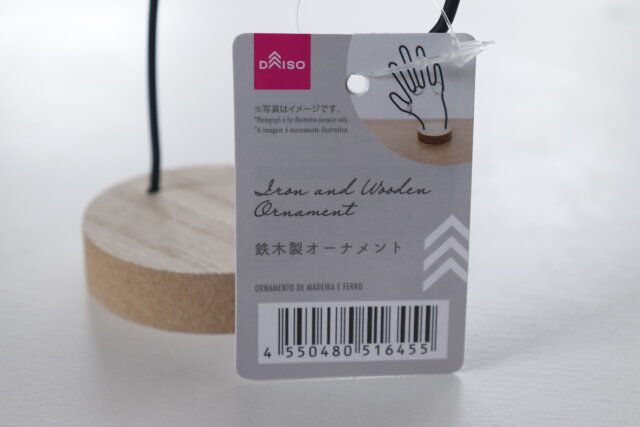 DAISO
※写真はイメージです。
*Photograph is for illustrative purposes only.
*A imagem é meramente ilustrativa.
Iron and Wooden
Ornament
鉄木製オーナメント
ORNAMENTO DE MADEIRA E FERRO
4 550480 516455